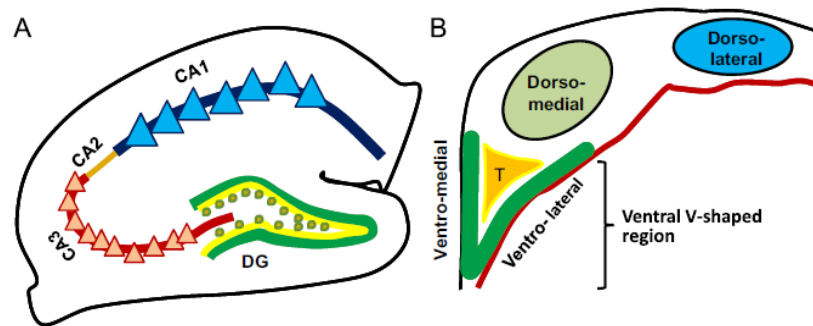 A
CA1
CA2
CA3
DG
B
Dorso-
lateral
Dorso-
medial
T
Ventro-medial
Ventro- lateral
Ventral V-shaped
region